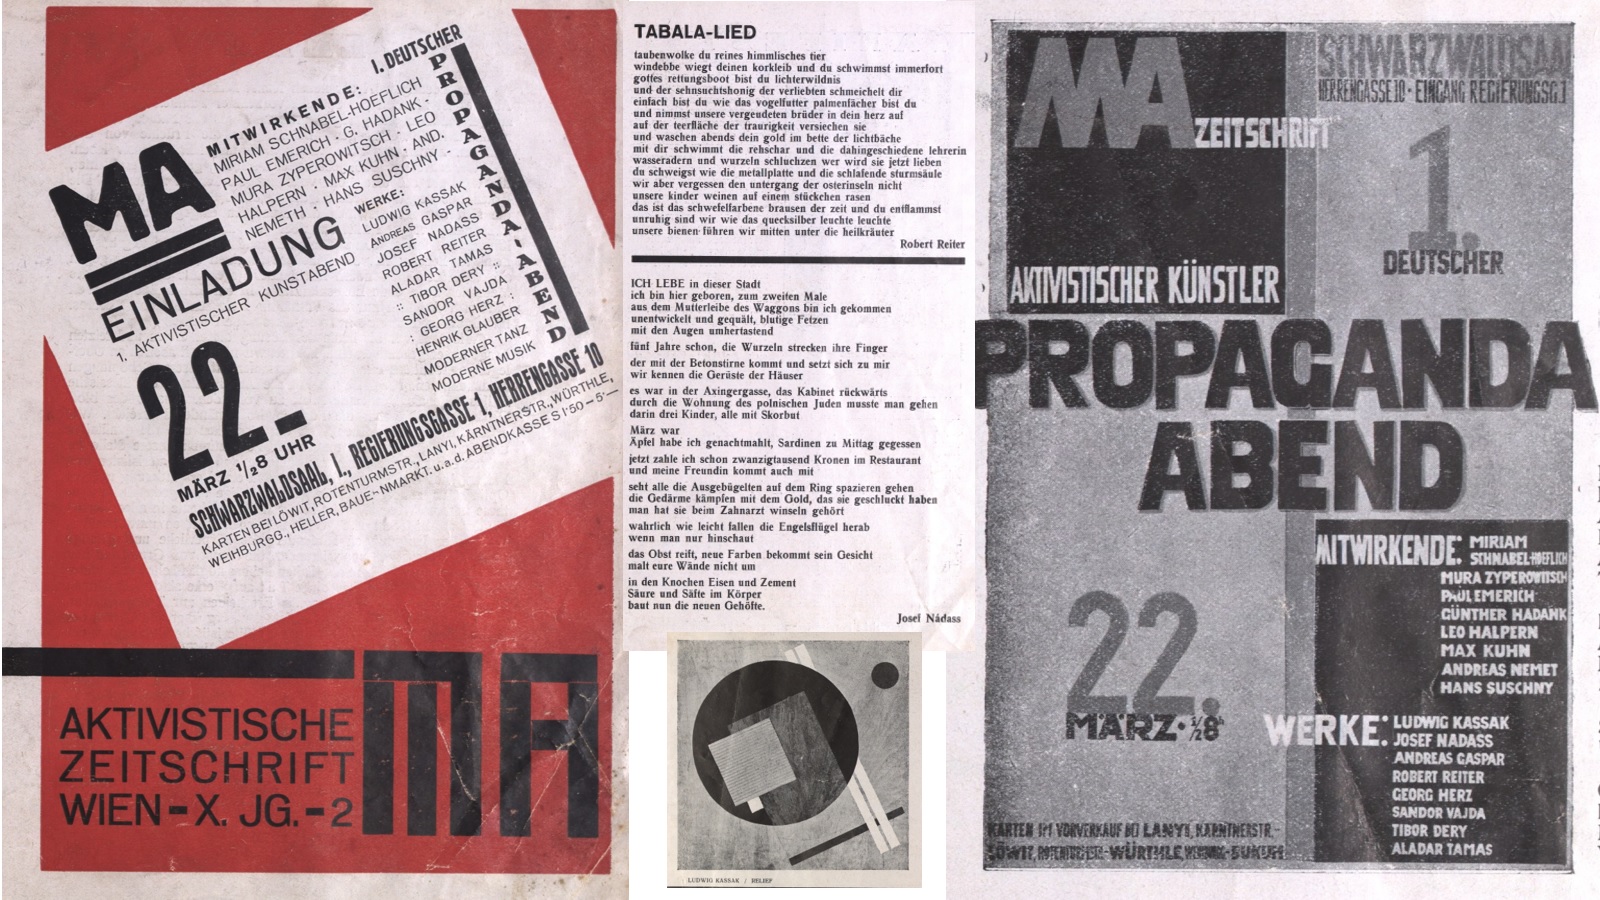 I. DEUTSCHER
PROPAGANDA-ABEND
MITWIRKENDE:
MIRIAM SCHNABEL-HOEFLICH
PAUL EMERICH · G. HADANK ·
MURA ZYPEROWITSCH · LEO
HALPERN · MAX KUHN · AND.
NEMETH · HANS SUSCHNY ·
MA
EINLADUNG
1. AKTIVISTISCHER KUNSTABEND
WERKE:
LUDWIG KASSAK
ANDREAS GASPAR
JOSEF NADASS
ROBERT REITER
ALADAR TAMAS
:: TIBOR DERY ::
SANDOR VAJDA
: GEORG HERZ :
HENRIK GLAUBER
MODERNER TANZ
MODERNE MUSIK
22.
MÄRZ ½8 UHR
SCHWARZWALDSAAL, I., REGIERUNGSGASSE 1, HERRENGASSE 10
KARTEN BEI LÖWIT, ROTENTURMSTR., LANYI, KÄRNTNERSTR., WÜRTHLE,
WEIHBURGG., HELLER, BAUE~NMARKT. u. a. d. ABENDKASSE S 1·50 — 5·—
AKTIVISTISCHE
ZEITSCHRIFT
WIEN - X. JG. - 2
MA
TABALA-LIED
taubenwolke du reines himmlisches tier
windebbe wiegt deinen korkleib und du schwimmst immerfort
gottes rettungsboot bist du lichterwildnis
und der sehnsuchtshonig der verliebten schmeichelt dir
einfach bist du wie das vogelfutter palmenfächer bist du
und nimmst unsere vergeudeten brüder in dein herz auf
auf der teerfläche der traurigkeit versiechen sie
und waschen abends dein gold im bette der lichtbäche
mit dir schwimmt die rehschar und die dahingeschiedene lehrerin
wasseradern und wurzeln schluchzen wer wird sie jetzt lieben
du schweigst wie die metallplatte und die schlafende sturmsäule
wir aber vergessen den untergang der osterinseln nicht
unsere kinder weinen auf einem stückchen rasen
das ist das schwefelfarbene brausen der zeit und du entflammst
unruhig sind wir wie das quecksilber leuchte leuchte
unsere bienen führen wir mitten unter die heilkräuter
Robert Reiter
ICH LEBE in dieser Stadt
ich bin hier geboren, zum zweiten Male
aus dem Mutterleibe des Waggons bin ich gekommen
unentwickelt und gequält, blutige Fetzen
mit den Augen umhertastend
fünf Jahre schon, die Wurzeln strecken ihre Finger
der mit der Betonstirne kommt und setzt sich zu mir
wir kennen die Gerüste der Häuser
es war in der Axingergasse, das Kabinet rückwärts
durch die Wohnung des polnischen Juden musste man gehen
darin drei Kinder, alle mit Skorbut
März war
Äpfel habe ich genachtmahlt, Sardinen zu Mittag gegessen
jetzt zahle ich schon zwanzigtausend Kronen im Restaurant
und meine Freundin kommt auch mit
seht alle die Ausgebügelten auf dem Ring spazieren gehen
die Gedärme kämpfen mit dem Gold, das sie geschluckt haben
man hat sie beim Zahnarzt winseln gehört
wahrlich wie leicht fallen die Engelsflügel herab
wenn man nur hinschaut
das Obst reift, neue Farben bekommt sein Gesicht
malt eure Wände nicht um
in den Knochen Eisen und Zement
Säure und Säfte im Körper
baut nun die neuen Gehöfte.
Josef Nádass
LUDWIG KASSAK / RELIEF
MA
ZEITSCHRIFT
AKTIVISTISCHER KÜNSTLER
SCHWARZWALDSAAL
HERRENGASSE 10 · EINGANG REGIERUNGSG. 1
1.
DEUTSCHER
PROPAGANDA
ABEND
22.
MÄRZ · ½8h
MITWIRKENDE: MIRIAM
SCHNABEL-HOEFLICH
MURA ZYPEROWITSCH
PAUL EMERICH
GÜNTHER HADANK
LEO HALPERN
MAX KUHN
ANDREAS NEMET
HANS SUSCHNY
WERKE: LUDWIG KASSAK
JOSEF NADASS
ANDREAS GASPAR
ROBERT REITER
GEORG HERZ
SANDOR VAJDA
TIBOR DERY
ALADAR TAMAS
KARTEN IM VORVERKAUF BEI LANYI, KÄRNTNERSTR.-
LÖWIT, WÜRTHLE,